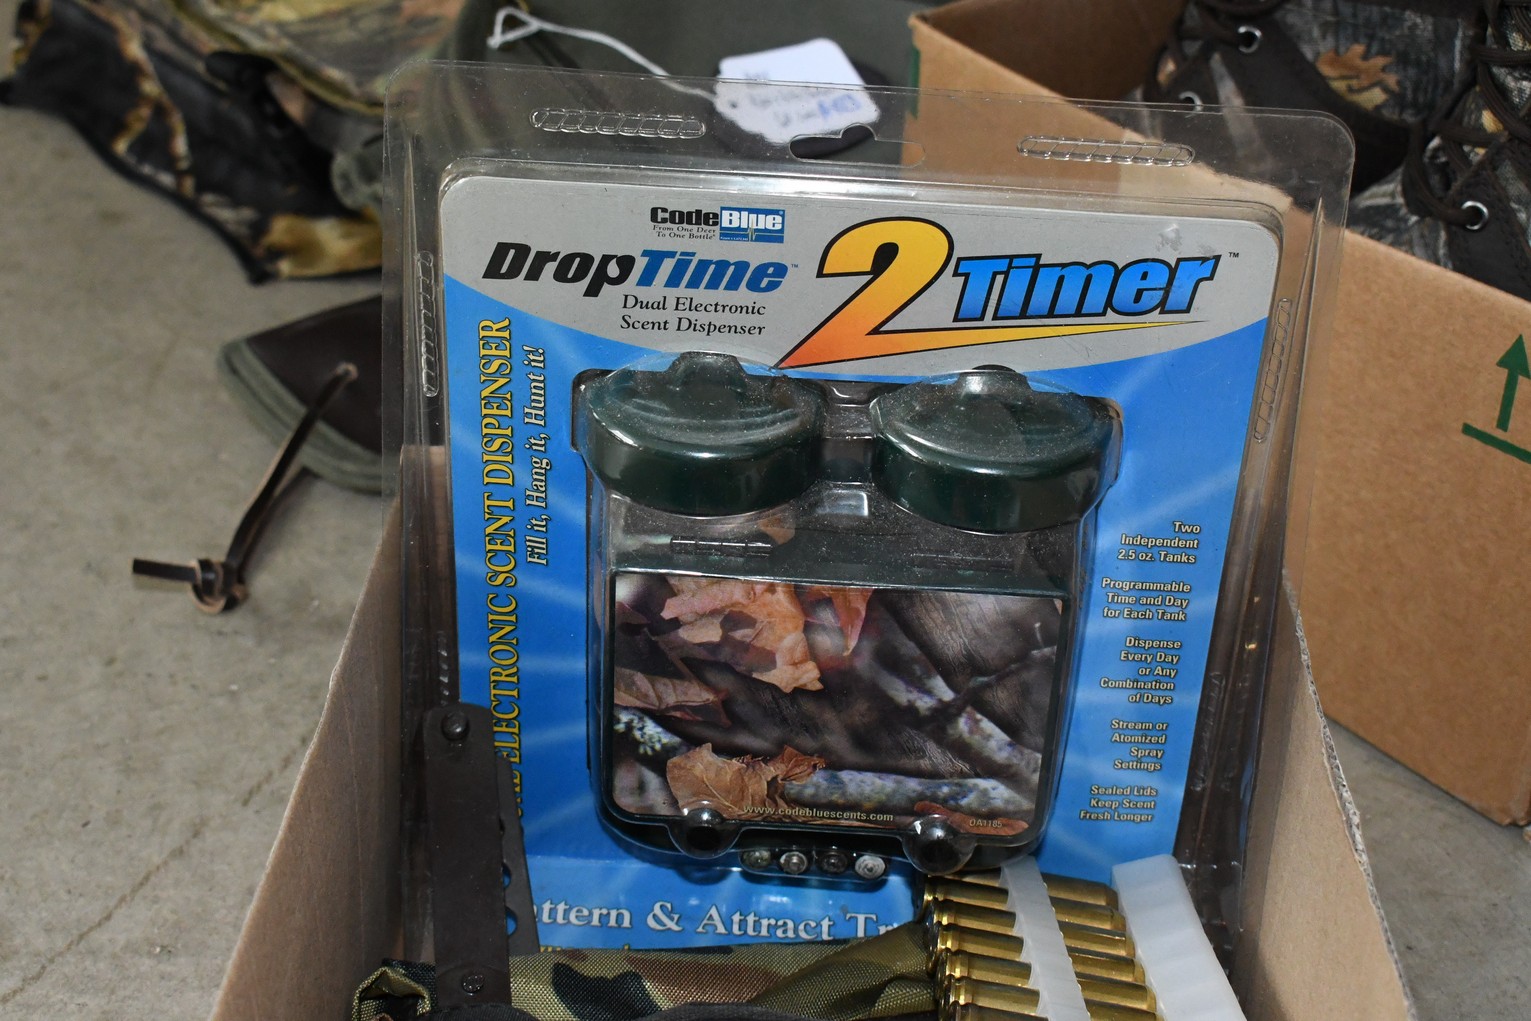 CodeBlue
From One Deer
To One Bottle
DropTime™
Dual Electronic
Scent Dispenser
2 Timer™
ELECTRONIC SCENT DISPENSER
Fill it, Hang it, Hunt it!
Two
Independent
2.5 oz. Tanks
Programmable
Time and Day
for Each Tank
Dispense
Every Day
or Any
Combination
of Days
Stream or
Atomized
Spray
Settings
Sealed Lids
Keep Scent
Fresh Longer
www.codebluescents.com
DA1185
& Attract